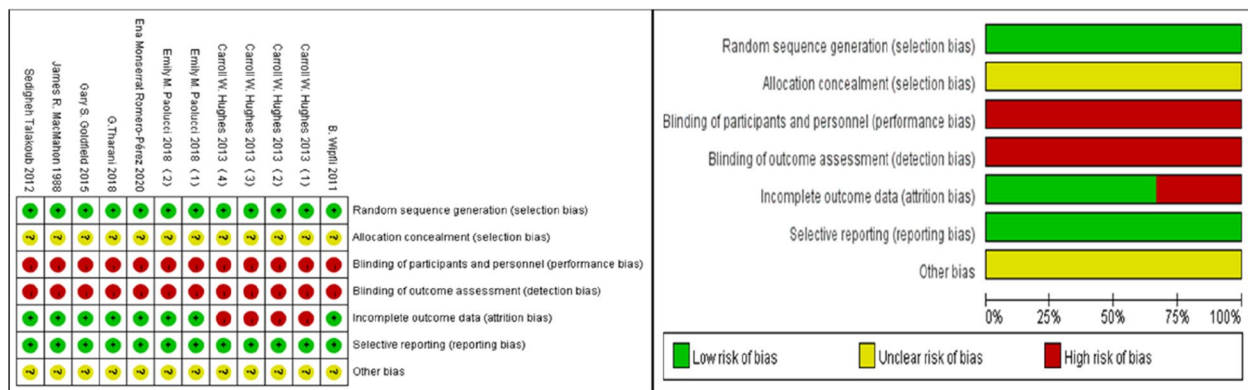 Sedigheh Talakoub 2012
James R. MacMahon 1988
Gary S. Goldfield 2015
G.Tharani 2018
Ena Monserrat Romero-Pérez 2020
Emily M. Paolucci 2018 (2)
Emily M. Paolucci 2018 (1)
Carroll W. Hughes 2013 (4)
Carroll W. Hughes 2013 (3)
Carroll W. Hughes 2013 (2)
Carroll W. Hughes 2013 (1)
B. Wipfli 2011
+ + + + + + + + + + + + Random sequence generation (selection bias)
? ? ? ? ? ? ? ? ? ? ? ? Allocation concealment (selection bias)
- - - - - - - - - - - - Blinding of participants and personnel (performance bias)
- - - - - - - - - - - - Blinding of outcome assessment (detection bias)
+ + + + + + + - - - - + Incomplete outcome data (attrition bias)
+ + + + + + + + + + + + Selective reporting (reporting bias)
? ? ? ? ? ? ? ? ? ? ? ? Other bias
Random sequence generation (selection bias)
Allocation concealment (selection bias)
Blinding of participants and personnel (performance bias)
Blinding of outcome assessment (detection bias)
Incomplete outcome data (attrition bias)
Selective reporting (reporting bias)
Other bias
0% 25% 50% 75% 100%
Low risk of bias Unclear risk of bias High risk of bias